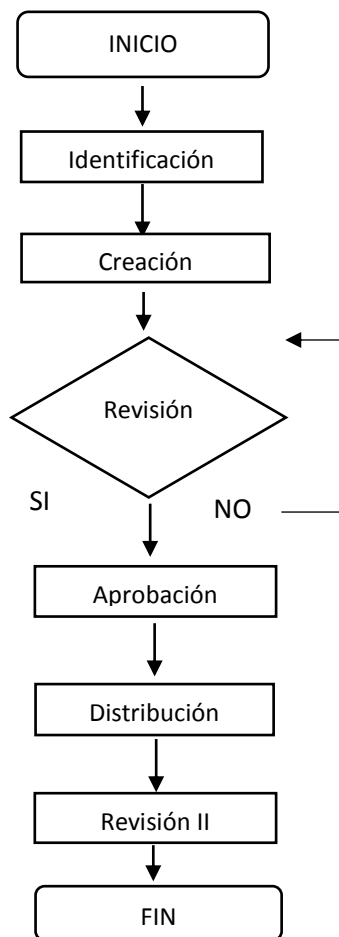 INICIO
Identificación
Creación
Revisión
SI
NO
Aprobación
Distribución
Revisión II
FIN